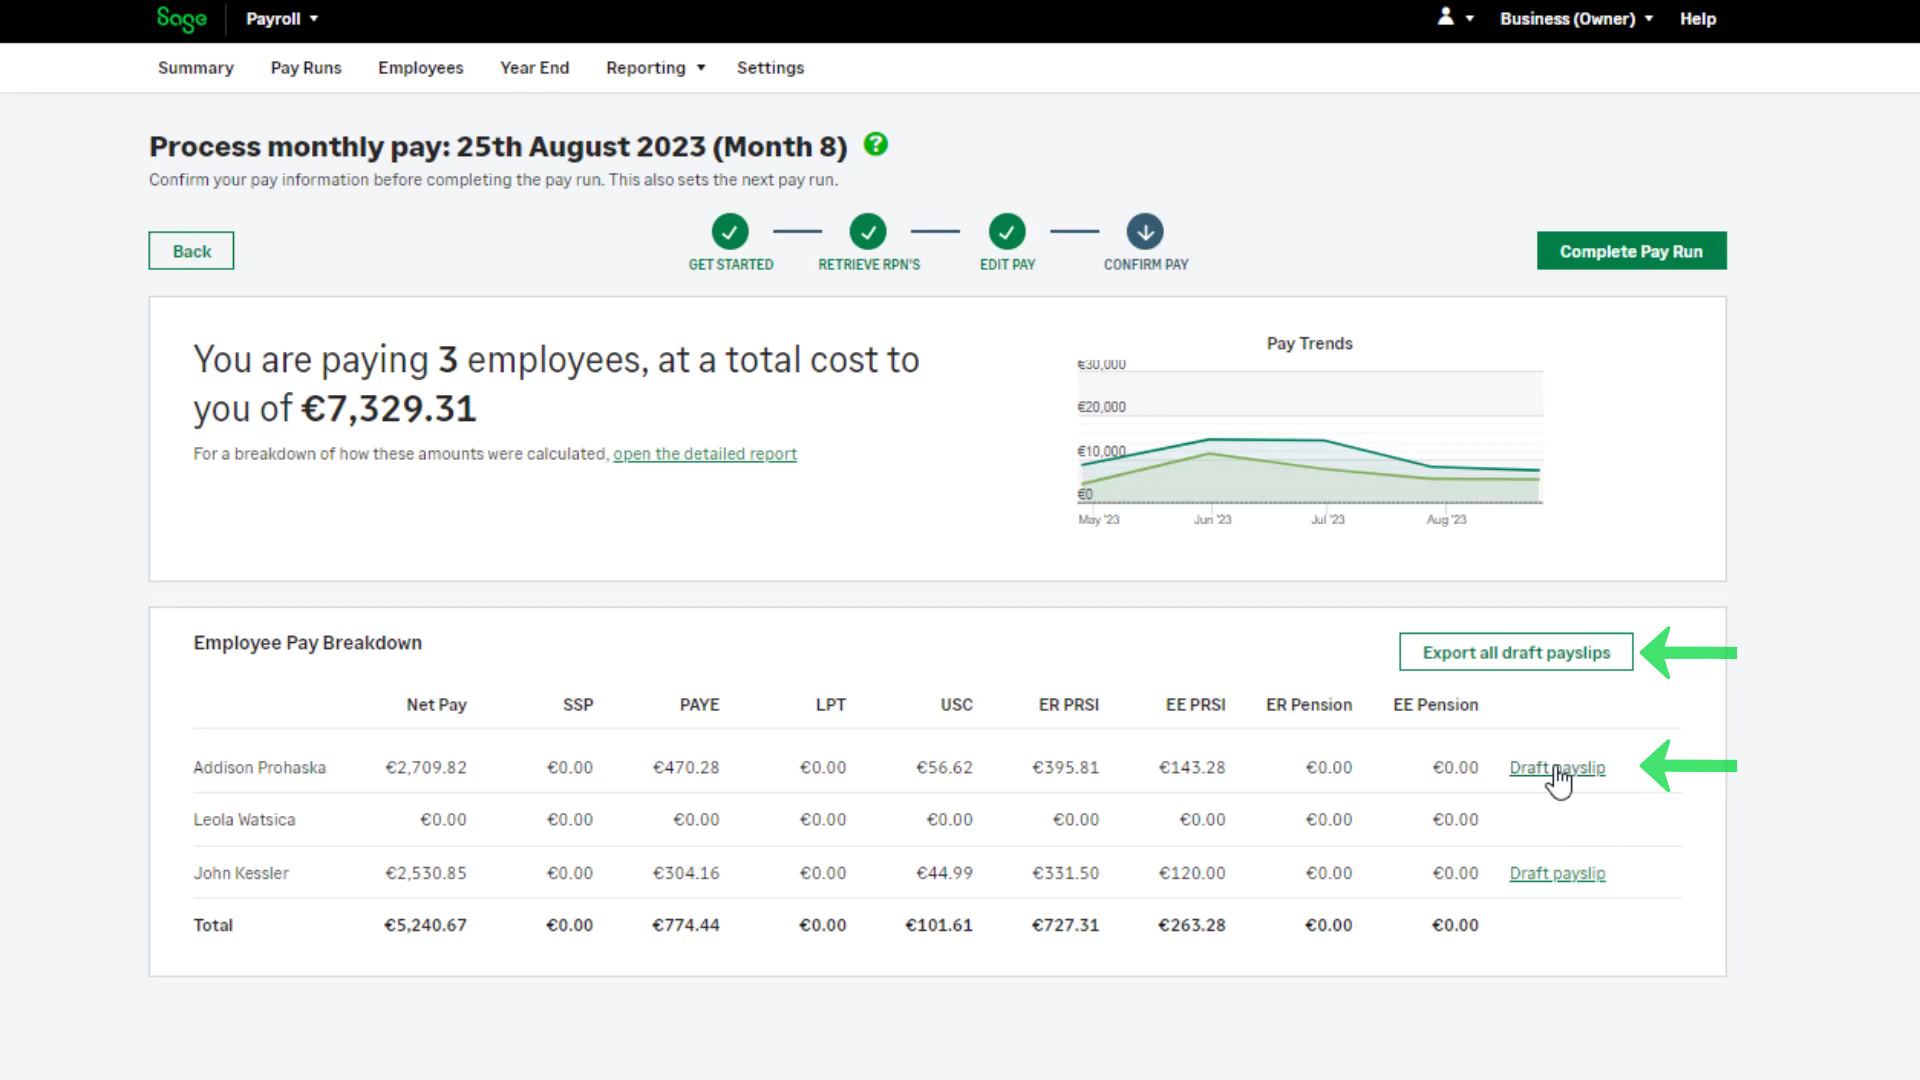 Sage Payroll Business (Owner) Help
Summary Pay Runs Employees Year End Reporting Settings
Process monthly pay: 25th August 2023 (Month 8) ?
Confirm your pay information before completing the pay run. This also sets the next pay run.
Back
GET STARTED RETRIEVE RPN'S EDIT PAY CONFIRM PAY
Complete Pay Run
You are paying 3 employees, at a total cost to
you of €7,329.31
For a breakdown of how these amounts were calculated, open the detailed report
Pay Trends
€30,000
€20,000
€10,000
€0
May '23 Jun '23 Jul '23 Aug '23
Employee Pay Breakdown
Export all draft payslips
Net Pay SSP PAYE LPT USC ER PRSI EE PRSI ER Pension EE Pension
Addison Prohaska €2,709.82 €0.00 €470.28 €0.00 €56.62 €395.81 €143.28 €0.00 €0.00 Draft payslip
Leola Watsica €0.00 €0.00 €0.00 €0.00 €0.00 €0.00 €0.00 €0.00 €0.00
John Kessler €2,530.85 €0.00 €304.16 €0.00 €44.99 €331.50 €120.00 €0.00 €0.00 Draft payslip
Total €5,240.67 €0.00 €774.44 €0.00 €101.61 €727.31 €263.28 €0.00 €0.00